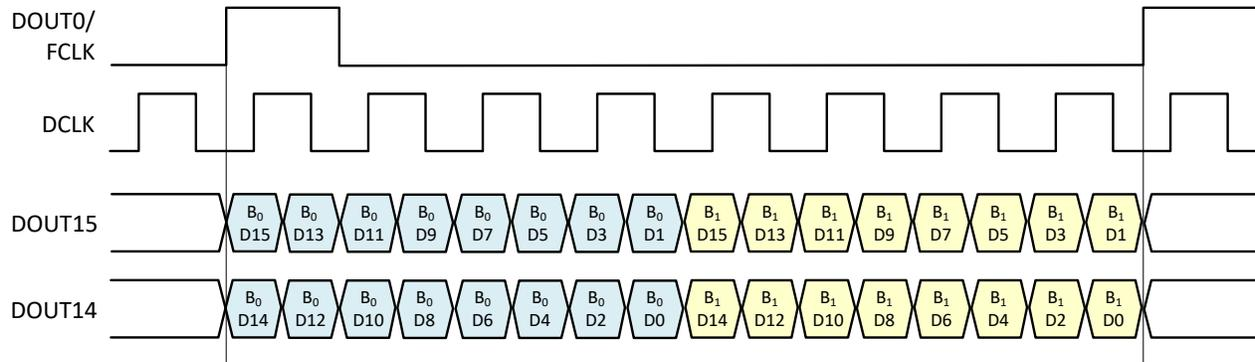 DOUT0/
FCLK
DCLK
DOUT15
B₀ B₀ B₀ B₀ B₀ B₀ B₀ B₀ B₁ B₁ B₁ B₁ B₁ B₁ B₁ B₁
D15 D13 D11 D9 D7 D5 D3 D1 D15 D13 D11 D9 D7 D5 D3 D1
DOUT14
B₀ B₀ B₀ B₀ B₀ B₀ B₀ B₀ B₁ B₁ B₁ B₁ B₁ B₁ B₁ B₁
D14 D12 D10 D8 D6 D4 D2 D0 D14 D12 D10 D8 D6 D4 D2 D0